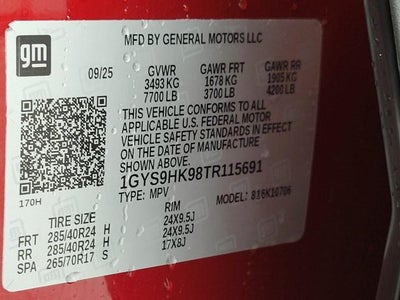 gm
MFD BY GENERAL MOTORS LLC
09/25 GVWR GAWR FRT GAWR RR
3493 KG 1678 KG 1905 KG
7700 LB 3700 LB 4200 LB
THIS VEHICLE CONFORMS TO ALL
APPLICABLE U.S. FEDERAL MOTOR
VEHICLE SAFETY STANDARDS IN EFFECT
ON THE DATE OF MANUFACTURE
SHOWN ABOVE.
170H 1GYS9HK98TR115691
TYPE: MPV MODEL: 816K10706
TIRE SIZE RIM
FRT 285/40R24 H 24X9.5J
RR 285/40R24 H 24X9.5J
SPA 265/70R17 S 17X8J